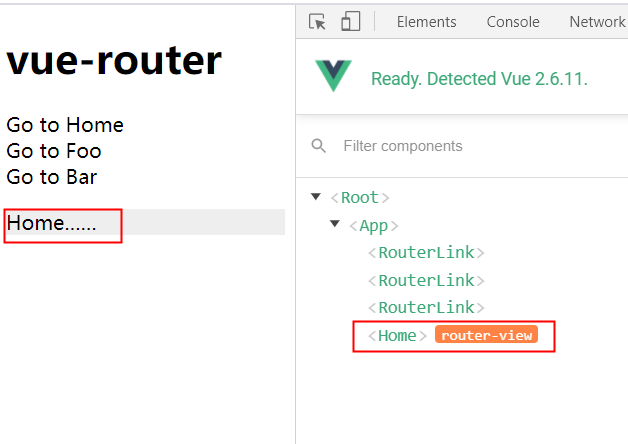 vue-router
Go to Home
Go to Foo
Go to Bar
Home......
Elements Console Network
Ready. Detected Vue 2.6.11.
Filter components
<Root>
<App>
<RouterLink>
<RouterLink>
<RouterLink>
<Home> router-view